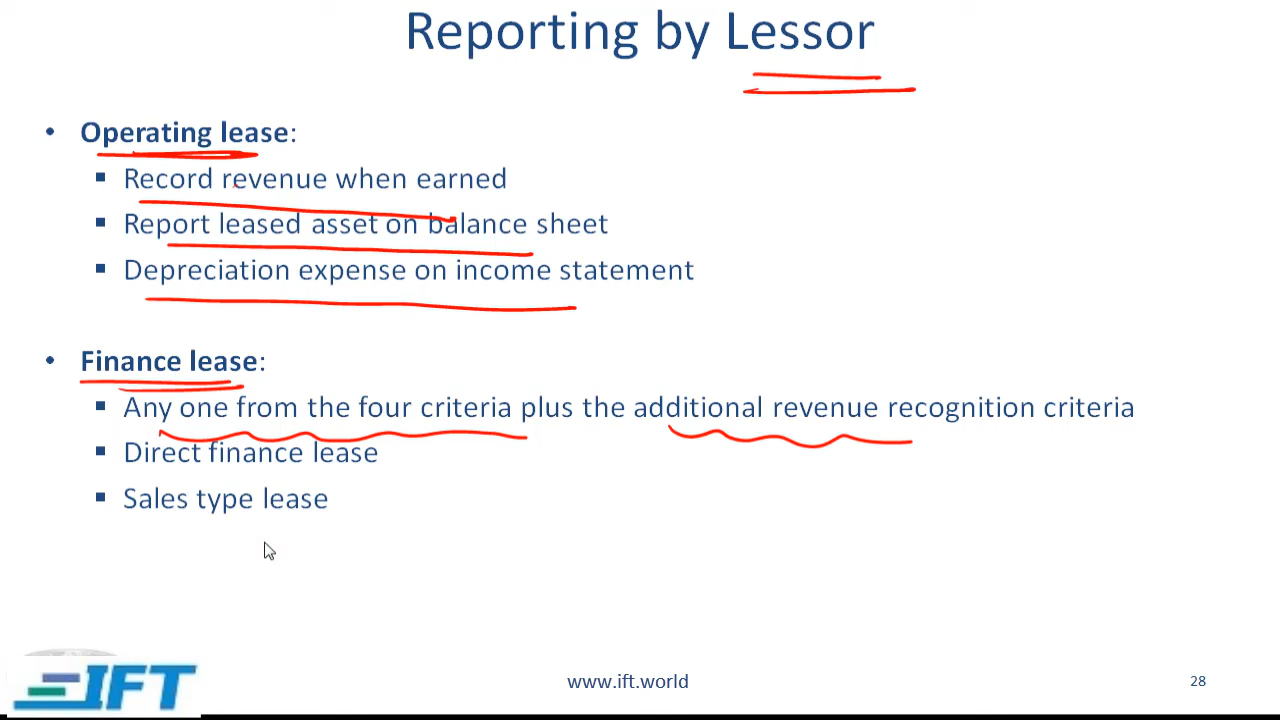 Reporting by Lessor
• Operating lease:
▪ Record revenue when earned
▪ Report leased asset on balance sheet
▪ Depreciation expense on income statement
• Finance lease:
▪ Any one from the four criteria plus the additional revenue recognition criteria
▪ Direct finance lease
▪ Sales type lease
IFT
www.ift.world
28